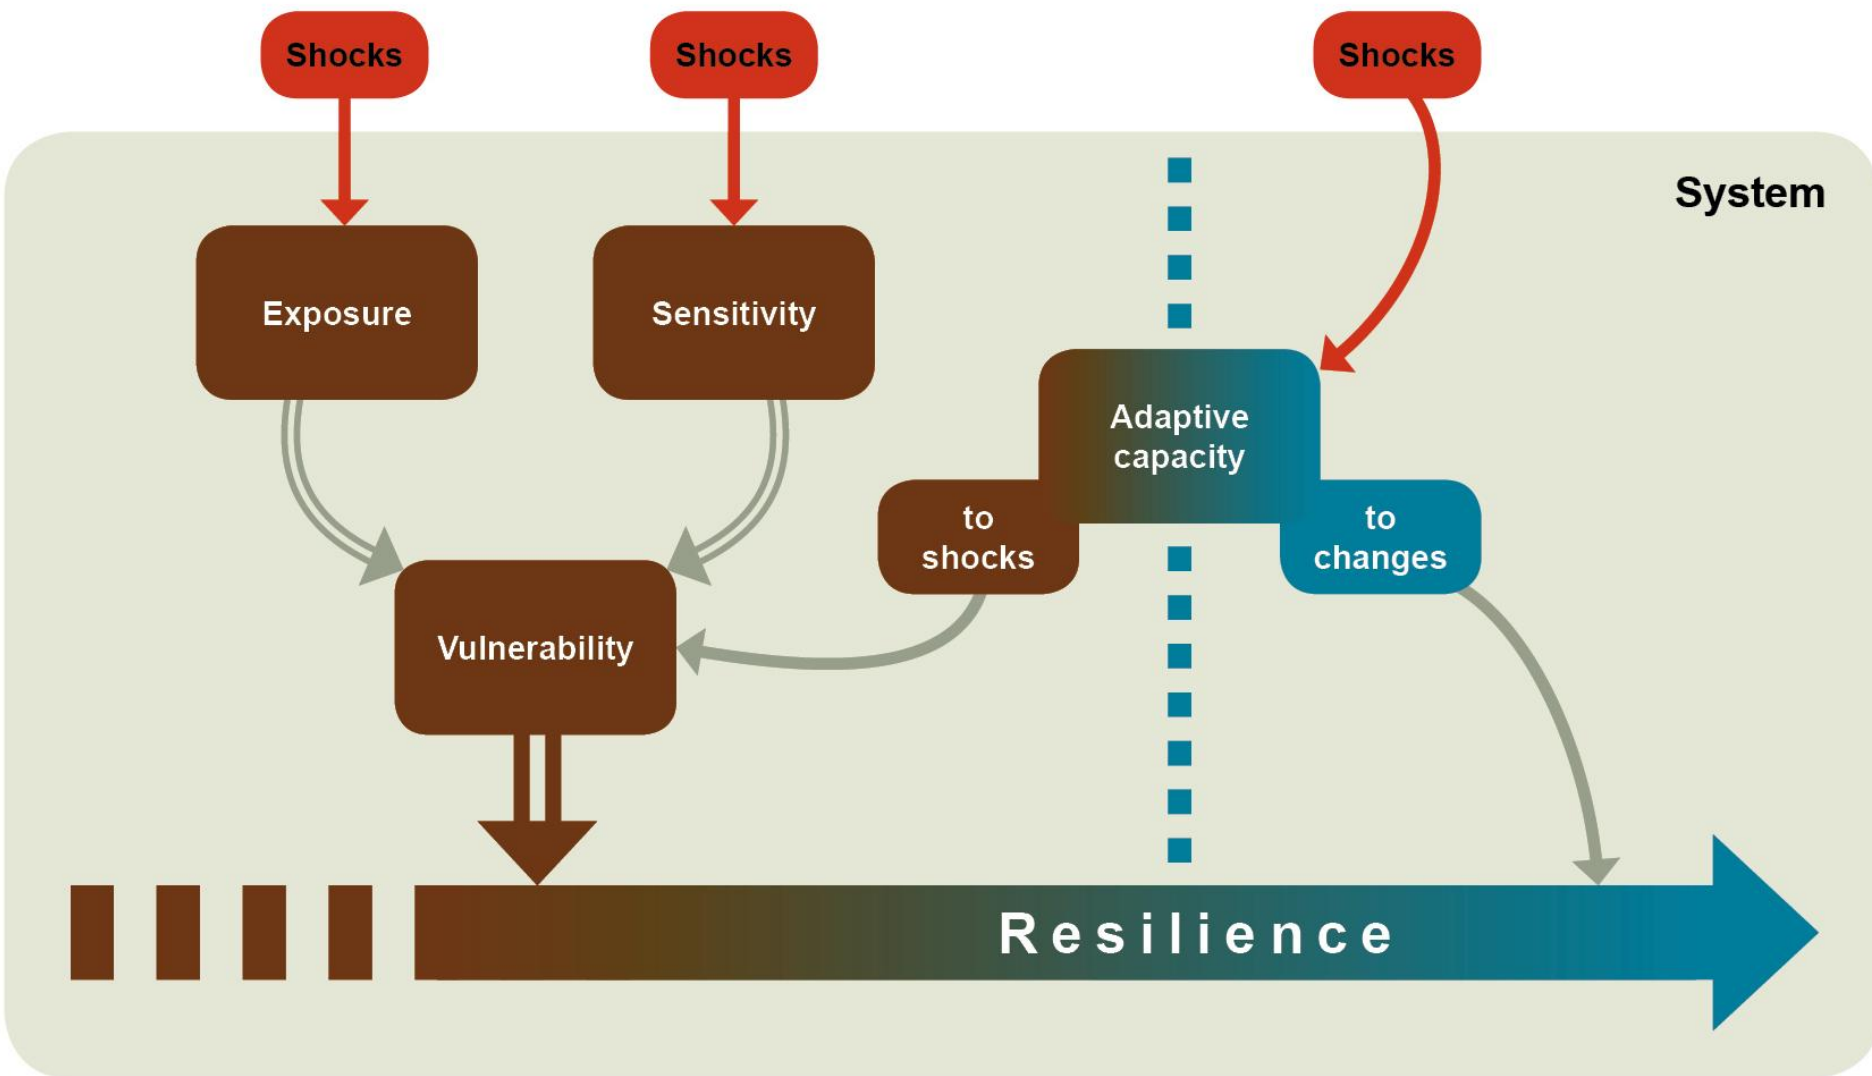 Shocks
Shocks
Shocks
System
Exposure
Sensitivity
Adaptive
capacity
to
shocks
to
changes
Vulnerability
Resilience